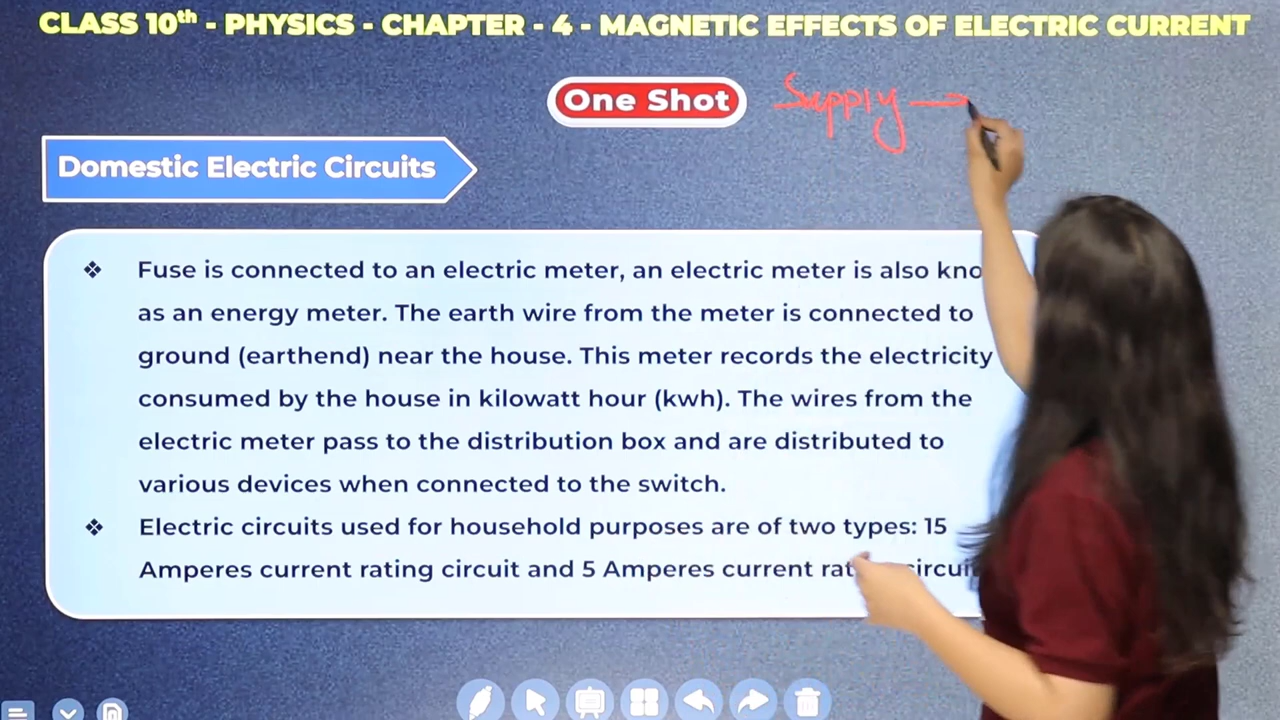 CLASS 10th - PHYSICS - CHAPTER - 4 - MAGNETIC EFFECTS OF ELECTRIC CURRENT
One Shot
Supply →
Domestic Electric Circuits
❖ Fuse is connected to an electric meter, an electric meter is also kno
as an energy meter. The earth wire from the meter is connected to
ground (earthend) near the house. This meter records the electricity
consumed by the house in kilowatt hour (kwh). The wires from the
electric meter pass to the distribution box and are distributed to
various devices when connected to the switch.
❖ Electric circuits used for household purposes are of two types: 15
Amperes current rating circuit and 5 Amperes current